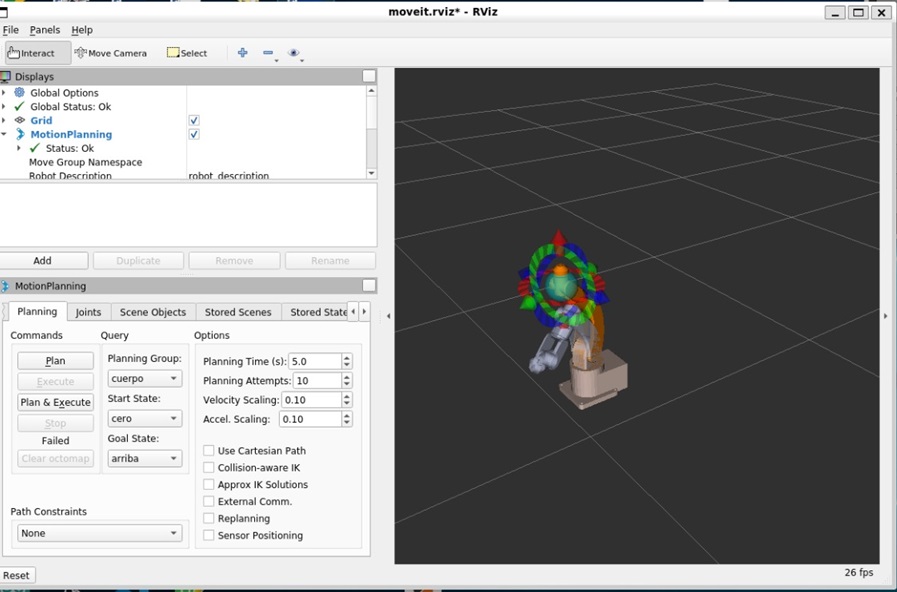 moveit.rviz* - RViz
File Panels Help
Interact Move Camera Select
Displays
Global Options
Global Status: Ok
Grid
MotionPlanning
Status: Ok
Move Group Namespace
Robot Description robot_description
Add Duplicate Remove Rename
MotionPlanning
Planning Joints Scene Objects Stored Scenes Stored State
Commands Query Options
Plan
Execute
Plan & Execute
Stop
Failed
Clear octomap
Planning Group:
cuerpo
Start State:
cero
Goal State:
arriba
Planning Time (s): 5.0
Planning Attempts: 10
Velocity Scaling: 0.10
Accel. Scaling: 0.10
Use Cartesian Path
Collision-aware IK
Approx IK Solutions
External Comm.
Replanning
Sensor Positioning
Path Constraints
None
Reset
26 fps